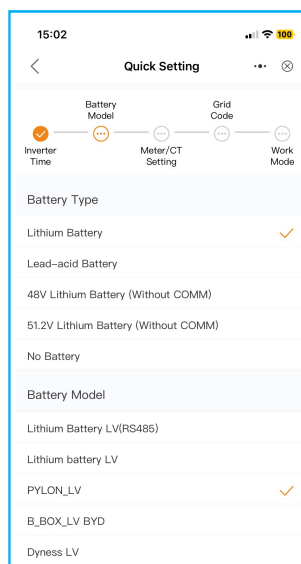 15:02
100
Quick Setting
Battery
Model
Grid
Code
Inverter
Time
Meter/CT
Setting
Work
Mode
Battery Type
Lithium Battery
Lead-acid Battery
48V Lithium Battery (Without COMM)
51.2V Lithium Battery (Without COMM)
No Battery
Battery Model
Lithium Battery LV(RS485)
Lithium battery LV
PYLON_LV
B_BOX_LV BYD
Dyness LV